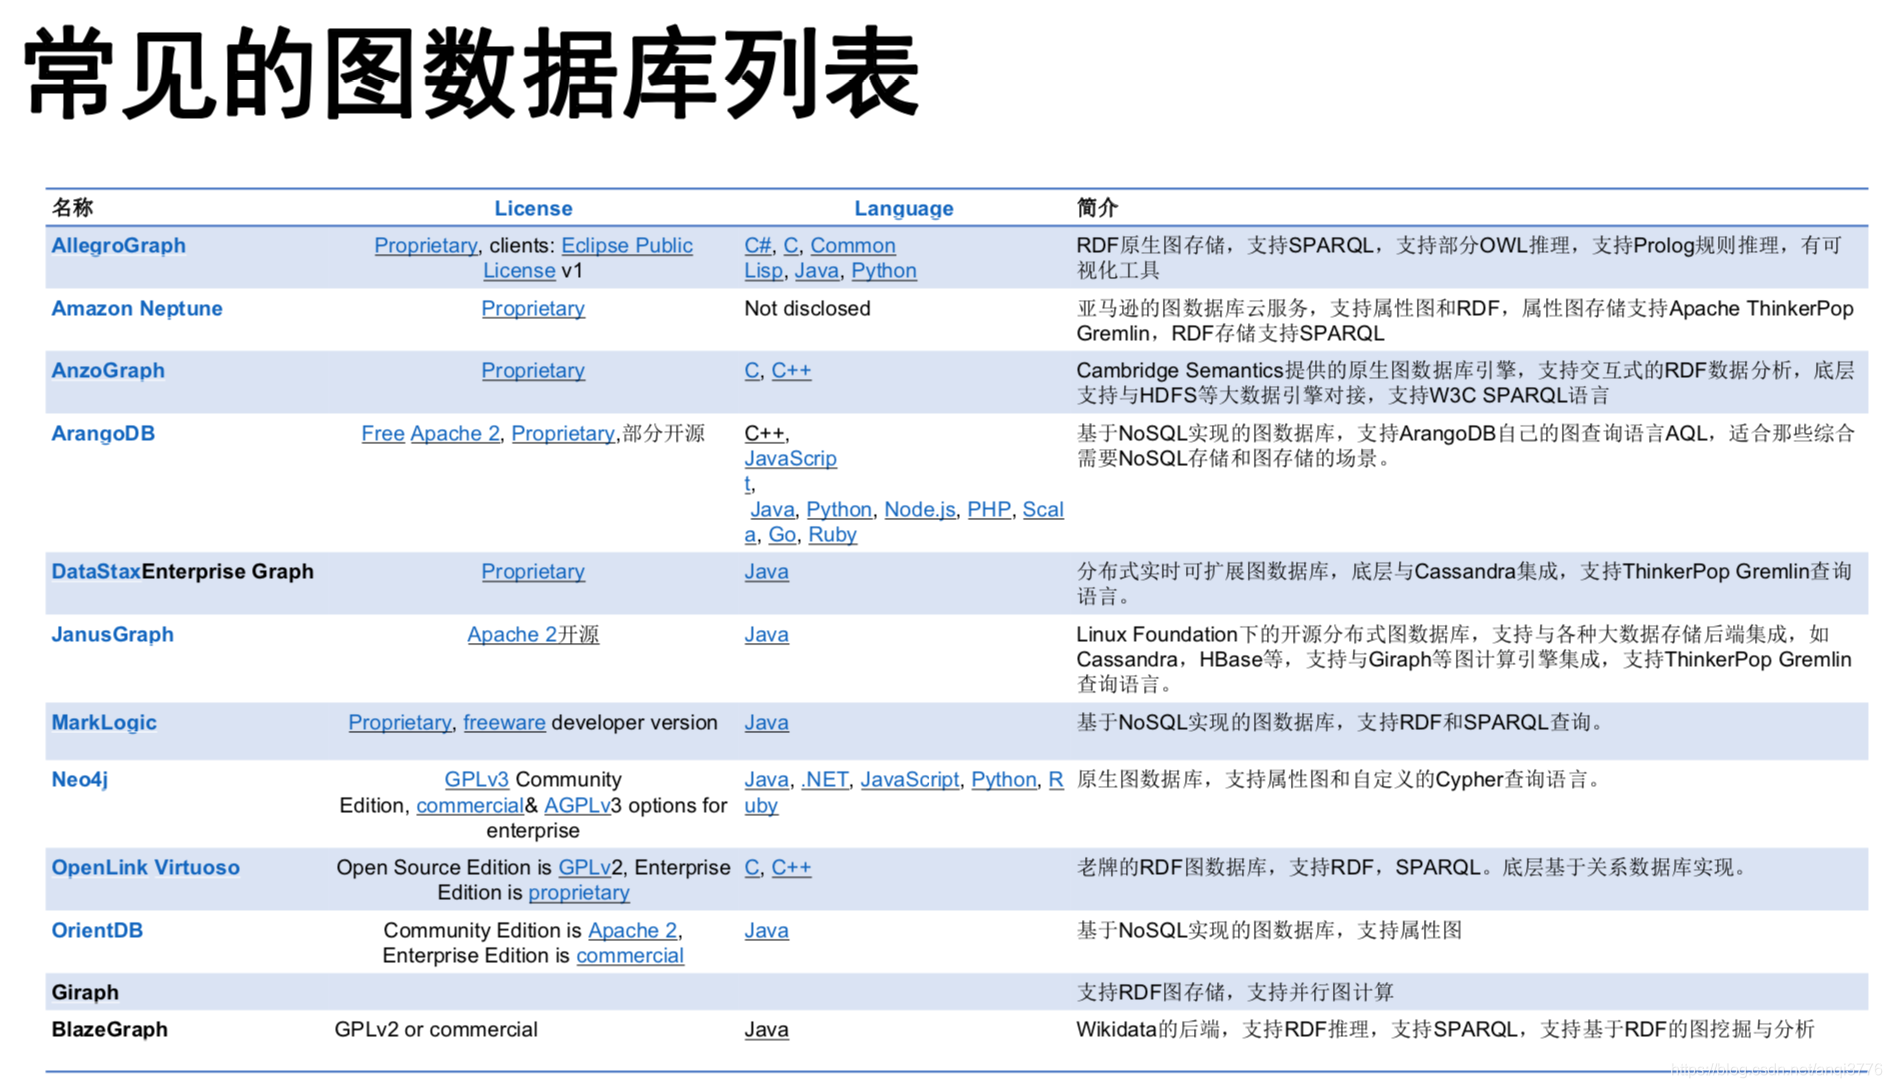 常见的图数据库列表
名称 License Language 简介
AllegroGraph Proprietary, clients: Eclipse Public License v1 C#, C, Common Lisp, Java, Python RDF原生图存储，支持SPARQL，支持部分OWL推理，支持Prolog规则推理，有可视化工具
Amazon Neptune Proprietary Not disclosed 亚马逊的图数据库云服务，支持属性图和RDF，属性图存储支持Apache ThinkerPop Gremlin，RDF存储支持SPARQL
AnzoGraph Proprietary C, C++ Cambridge Semantics提供的原生图数据库引擎，支持交互式的RDF数据分析，底层支持与HDFS等大数据引擎对接，支持W3C SPARQL语言
ArangoDB Free Apache 2, Proprietary,部分开源 C++, JavaScript, Java, Python, Node.js, PHP, Scala, Go, Ruby 基于NoSQL实现的图数据库，支持ArangoDB自己的图查询语言AQL，适合那些综合需要NoSQL存储和图存储的场景。
DataStaxEnterprise Graph Proprietary Java 分布式实时可扩展图数据库，底层与Cassandra集成，支持ThinkerPop Gremlin查询语言。
JanusGraph Apache 2开源 Java Linux Foundation下的开源分布式图数据库，支持与各种大数据存储后端集成，如Cassandra，HBase等，支持与Giraph等图计算引擎集成，支持ThinkerPop Gremlin查询语言。
MarkLogic Proprietary, freeware developer version Java 基于NoSQL实现的图数据库，支持RDF和SPARQL查询。
Neo4j GPLv3 Community Edition, commercial& AGPLv3 options for enterprise Java, .NET, JavaScript, Python, Ruby 原生图数据库，支持属性图和自定义的Cypher查询语言。
OpenLink Virtuoso Open Source Edition is GPLv2, Enterprise Edition is proprietary C, C++ 老牌的RDF图数据库，支持RDF，SPARQL。底层基于关系数据库实现。
OrientDB Community Edition is Apache 2, Enterprise Edition is commercial Java 基于NoSQL实现的图数据库，支持属性图
Giraph 支持RDF图存储，支持并行图计算
BlazeGraph GPLv2 or commercial Java Wikidata的后端，支持RDF推理，支持SPARQL，支持基于RDF的图挖掘与分析